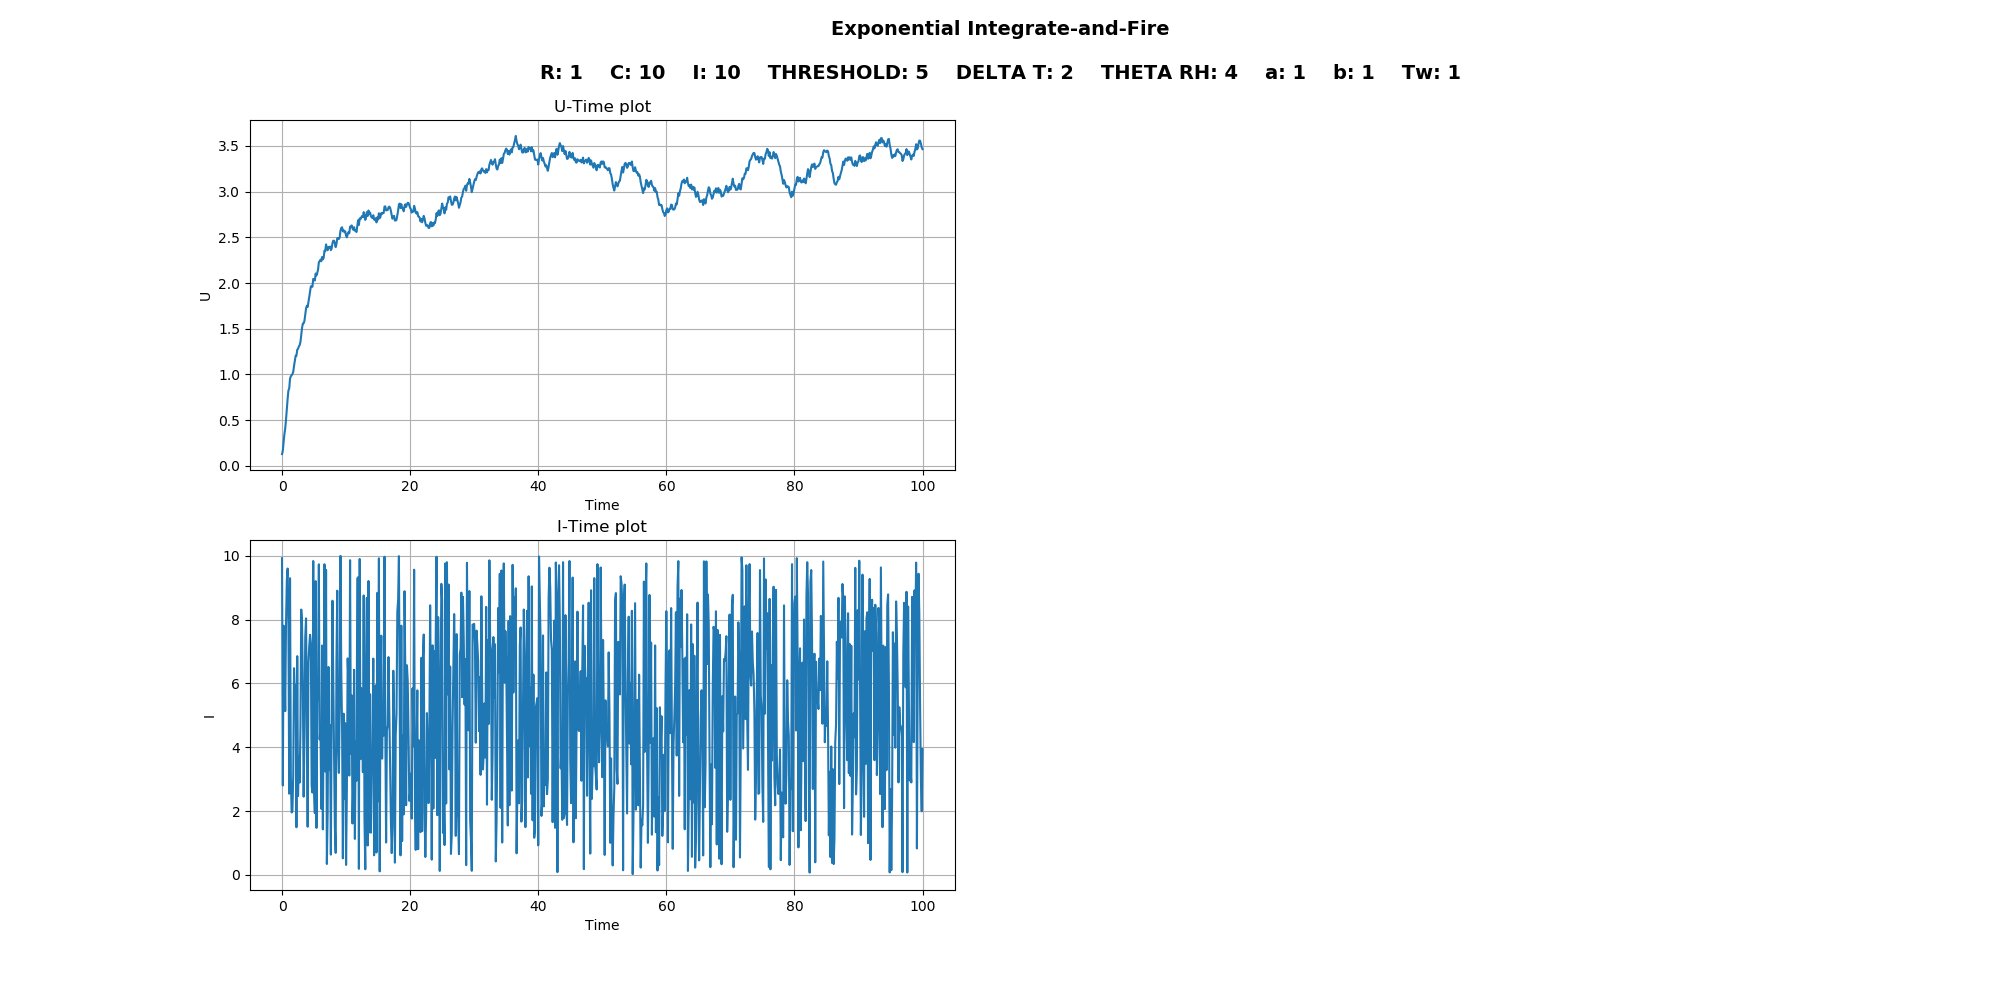 Exponential Integrate-and-Fire
R: 1    C: 10    I: 10    THRESHOLD: 5    DELTA T: 2    THETA RH: 4    a: 1    b: 1    Tw: 1
U-Time plot
3.5
3.0
2.5
2.0
U
1.5
1.0
0.5
0.0
0 20 40 60 80 100
Time
I-Time plot
10
8
6
I
4
2
0
0 20 40 60 80 100
Time